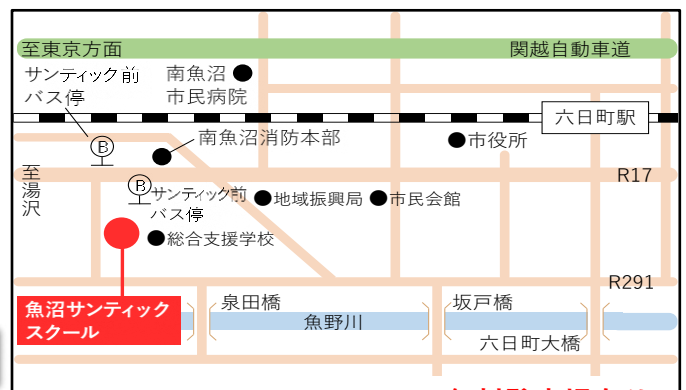 至東京方面
関越自動車道
サンティック前
バス停
南魚沼
市民病院
六日町駅
南魚沼消防本部
市役所
B
至湯沢
R17
B
サンティック前
バス停
地域振興局
市民会館
総合支援学校
R291
魚沼サンティック
スクール
泉田橋
坂戸橋
魚野川
六日町大橋